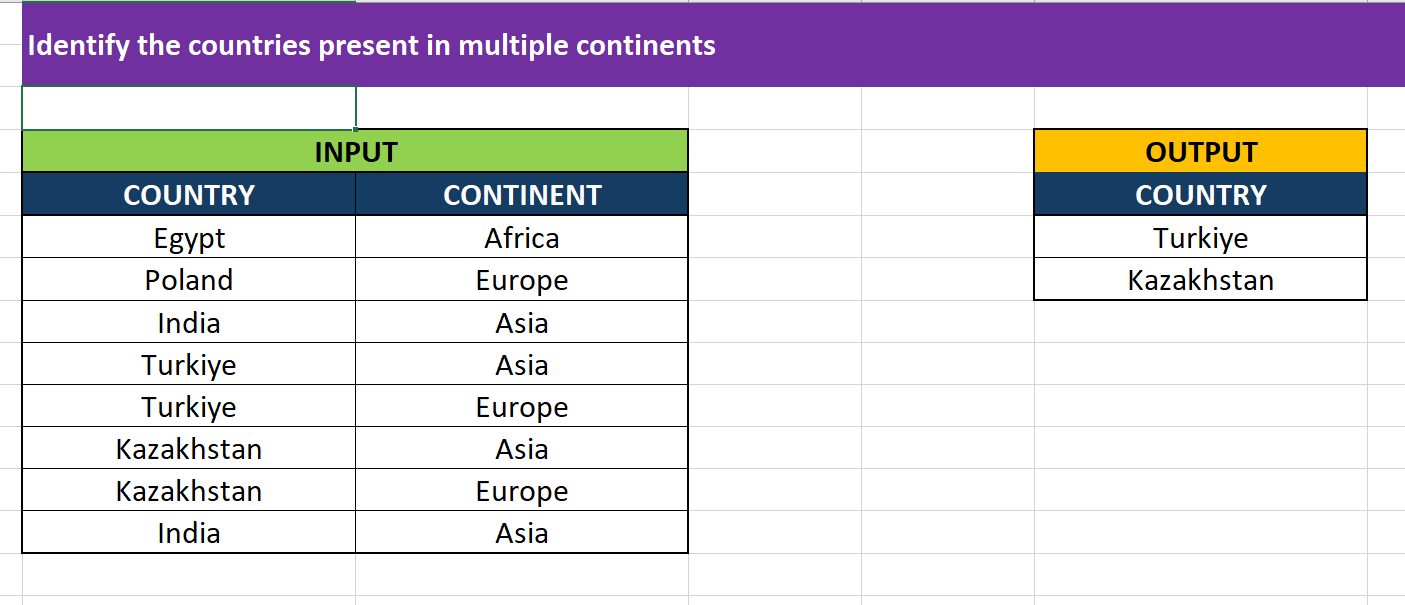 Identify the countries present in multiple continents
INPUT
COUNTRY CONTINENT
Egypt Africa
Poland Europe
India Asia
Turkiye Asia
Turkiye Europe
Kazakhstan Asia
Kazakhstan Europe
India Asia
OUTPUT
COUNTRY
Turkiye
Kazakhstan